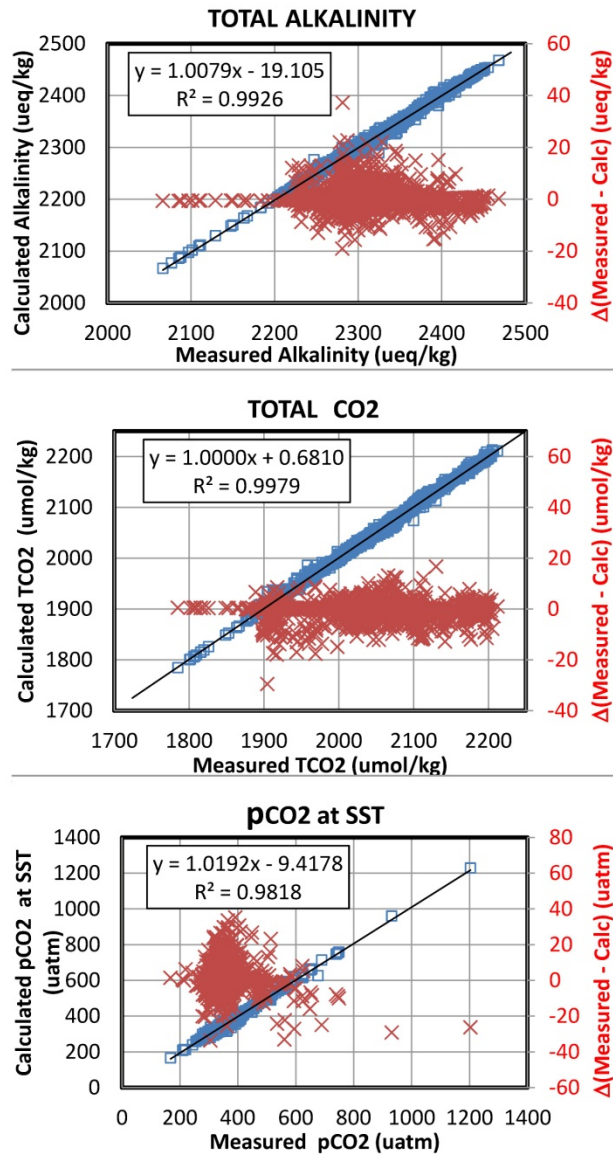 TOTAL ALKALINITY
y = 1.0079x - 19.105
R² = 0.9926
Calculated Alkalinity (ueq/kg)
2500
2400
2300
2200
2100
2000
60
40
20
0
-20
-40
Δ(Measured - Calc) (ueq/kg)
2000 2100 2200 2300 2400 2500
Measured Alkalinity (ueq/kg)
TOTAL CO2
y = 1.0000x + 0.6810
R² = 0.9979
Calculated TCO2 (umol/kg)
2200
2100
2000
1900
1800
1700
60
40
20
0
-20
-40
Δ(Measured - Calc) (umol/kg)
1700 1800 1900 2000 2100 2200
Measured TCO2 (umol/kg)
pCO2 at SST
y = 1.0192x - 9.4178
R² = 0.9818
Calculated pCO2 at SST
(uatm)
1400
1200
1000
800
600
400
200
0
80
60
40
20
0
-20
-40
-60
Δ(Measured - Calc) (uatm)
0 200 400 600 800 1000 1200 1400
Measured pCO2 (uatm)